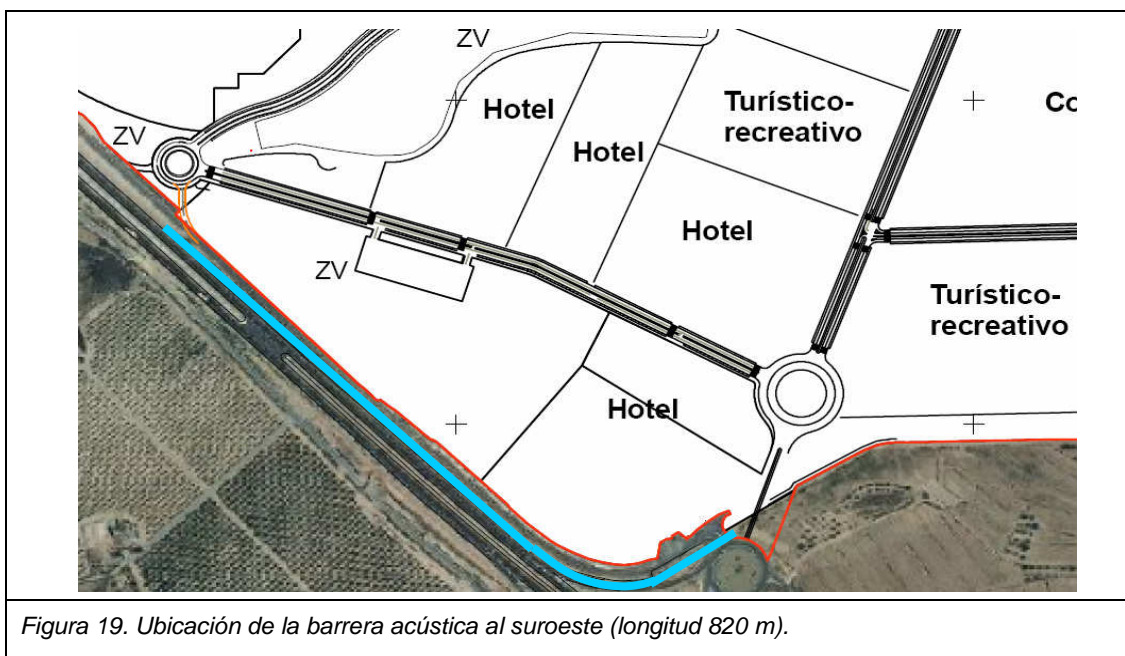 ZV
Hotel
Turístico-
recreativo
Co
ZV
Hotel
Hotel
ZV
Turístico-
recreativo
Hotel
Figura 19. Ubicación de la barrera acústica al suroeste (longitud 820 m).